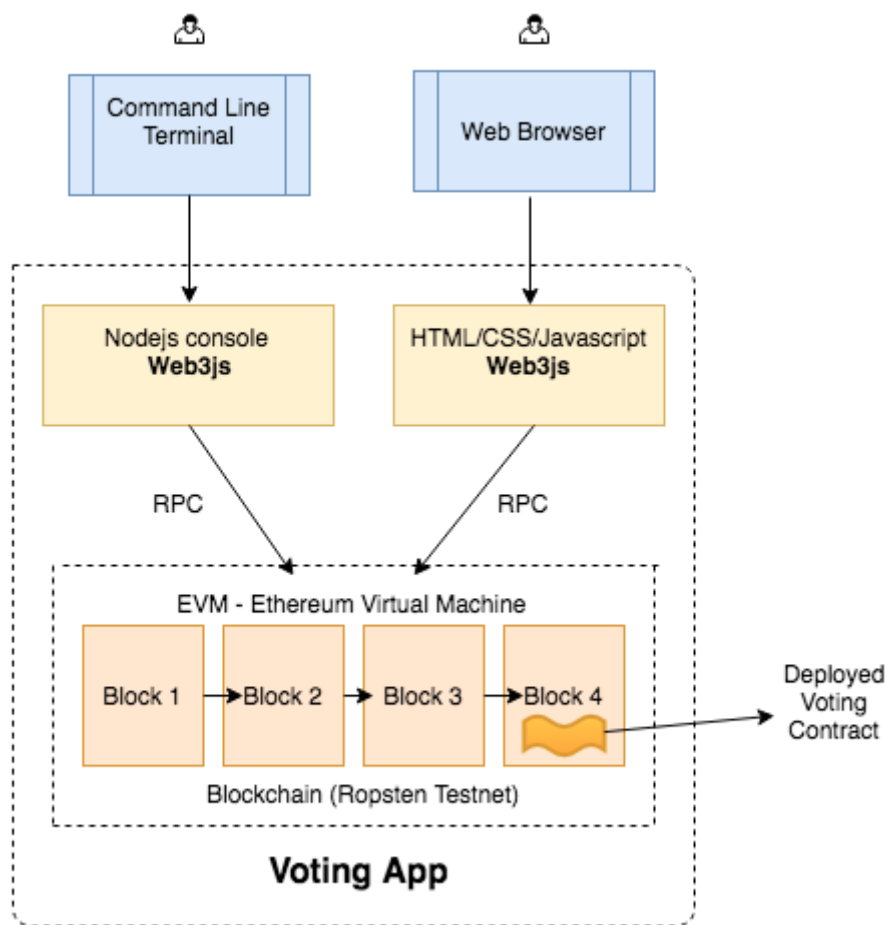 Command Line
Terminal
Web Browser
Nodejs console
Web3js
HTML/CSS/Javascript
Web3js
RPC
RPC
EVM - Ethereum Virtual Machine
Block 1
Block 2
Block 3
Block 4
Deployed
Voting
Contract
Blockchain (Ropsten Testnet)
Voting App